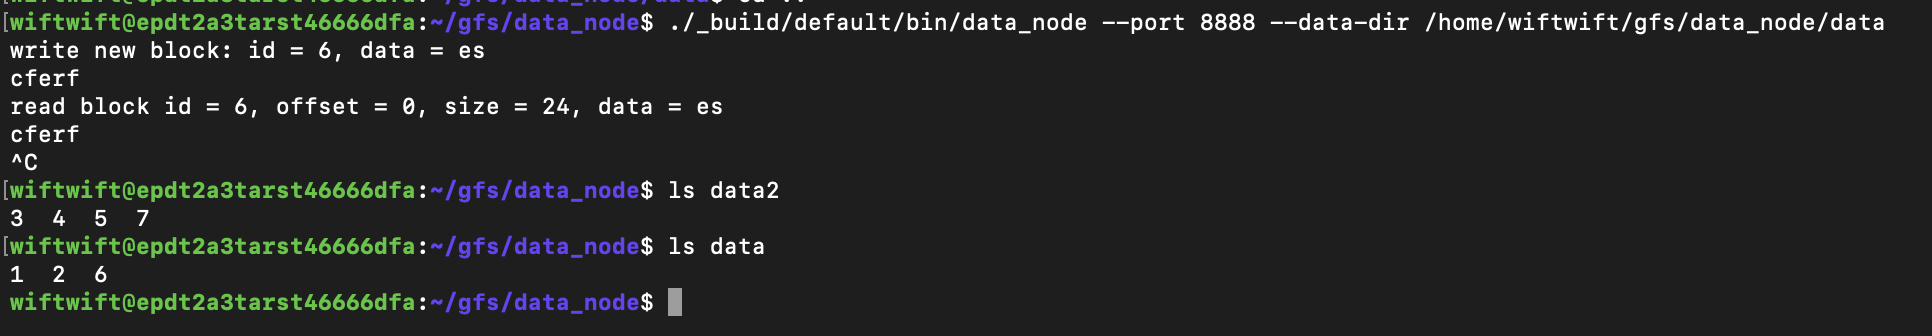 [wiftwift@epdt2a3tarst46666dfa:~/gfs/data_node$ ./_build/default/bin/data_node --port 8888 --data-dir /home/wiftwift/gfs/data_node/data
write new block: id = 6, data = es
cferf
read block id = 6, offset = 0, size = 24, data = es
cferf
^C
[wiftwift@epdt2a3tarst46666dfa:~/gfs/data_node$ ls data2
3  4  5  7
[wiftwift@epdt2a3tarst46666dfa:~/gfs/data_node$ ls data
1  2  6
wiftwift@epdt2a3tarst46666dfa:~/gfs/data_node$